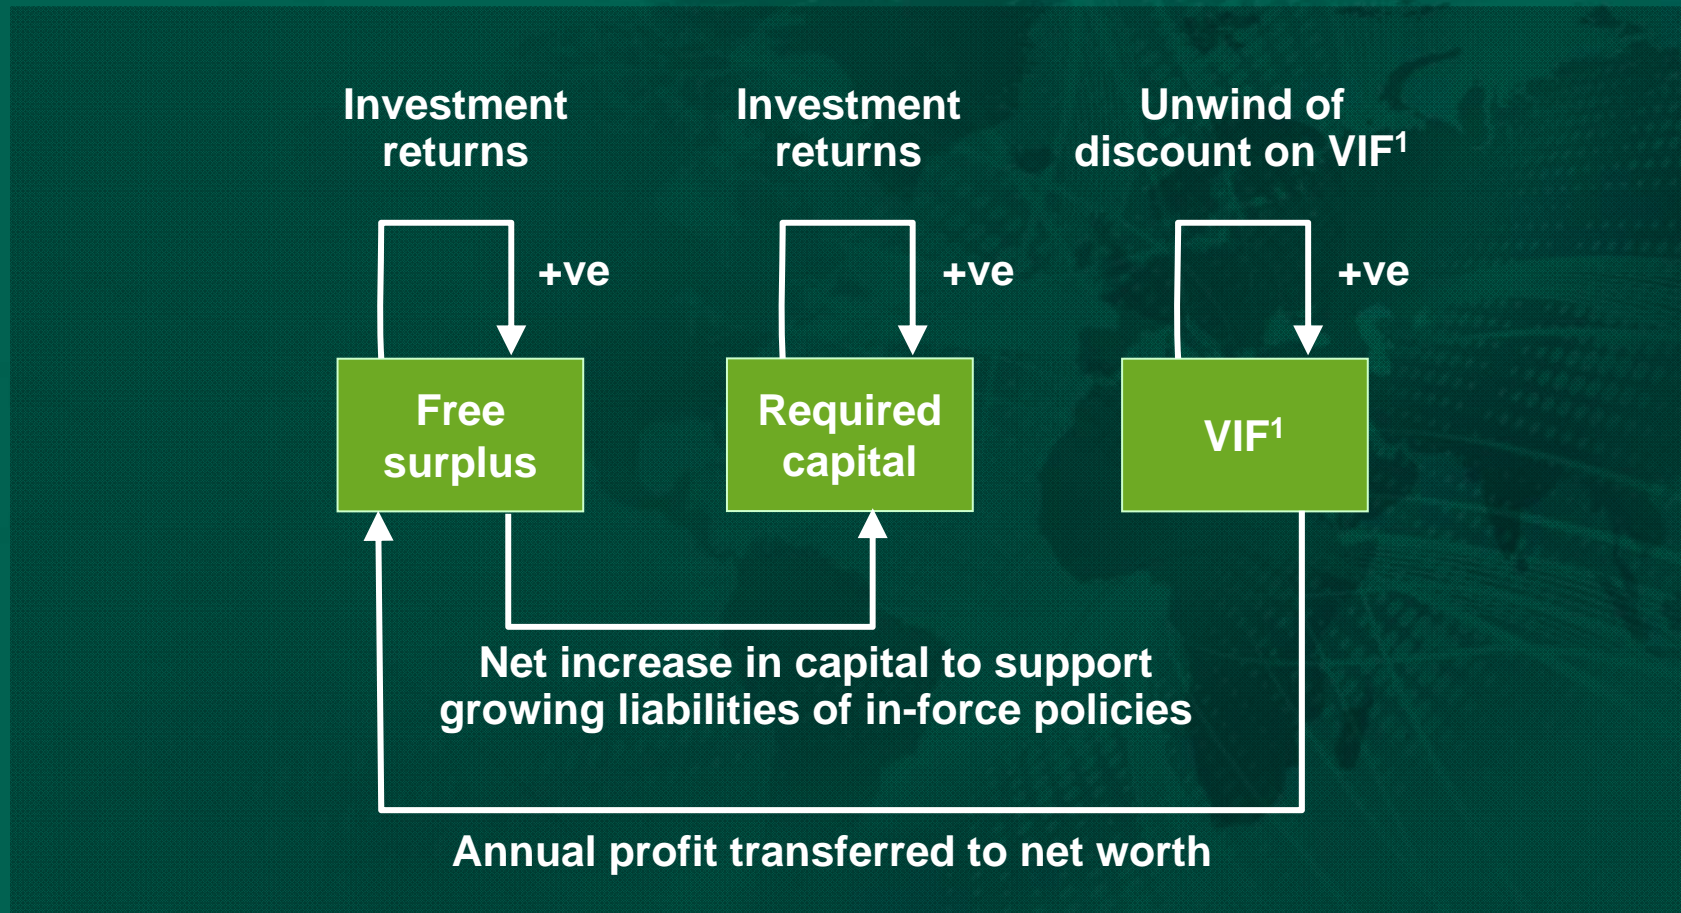 Investment
returns
Investment
returns
Unwind of
discount on VIF¹
+ve
+ve
+ve
Free
surplus
Required
capital
VIF¹
Net increase in capital to support
growing liabilities of in-force policies
Annual profit transferred to net worth